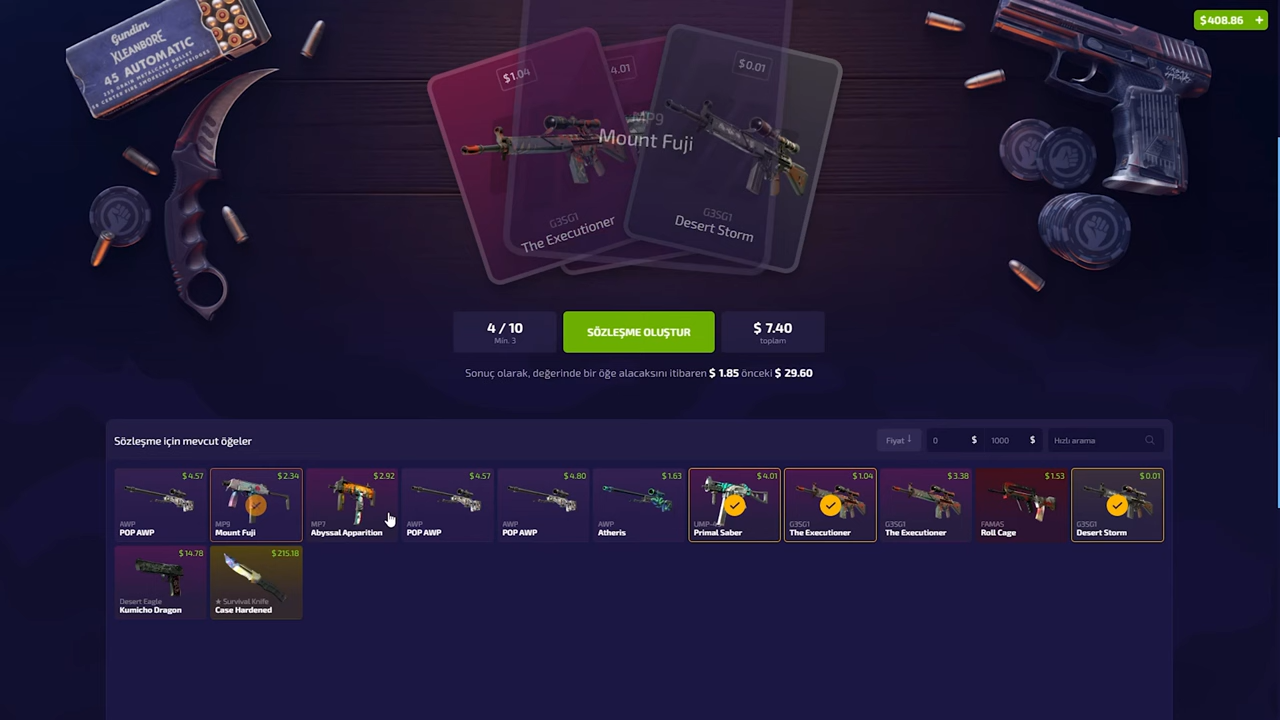 Gundim
KLEANBORE
45 AUTOMATIC
$408.86 +
$1.04
4.01
$0.01
MP9
Mount Fuji
G3SG1
The Executioner
G3SG1
Desert Storm
4 / 10
Min. 3
SÖZLEŞME OLUŞTUR
$ 7.40
toplam
Sonuç olarak, değerinde bir öğe alacaksını itibaren $ 1.85 önceki $ 29.60
Sözleşme için mevcut öğeler
Fiyat
0 $
1000 $
Hızlı arama
$ 4.57
AWP
POP AWP
$ 2.34
MP9
Mount Fuji
$ 2.92
MP7
Abyssal Apparition
$ 4.57
AWP
POP AWP
$ 4.80
AWP
POP AWP
$ 1.63
AWP
Atheris
$ 4.01
UMP-4
Primal Saber
$ 1.04
G3SG1
The Executioner
$ 3.38
G3SG1
The Executioner
$ 1.53
FAMAS
Roll Cage
$ 0.01
G3SG1
Desert Storm
$ 14.78
Desert Eagle
Kumicho Dragon
$ 215.18
★ Survival Knife
Case Hardened